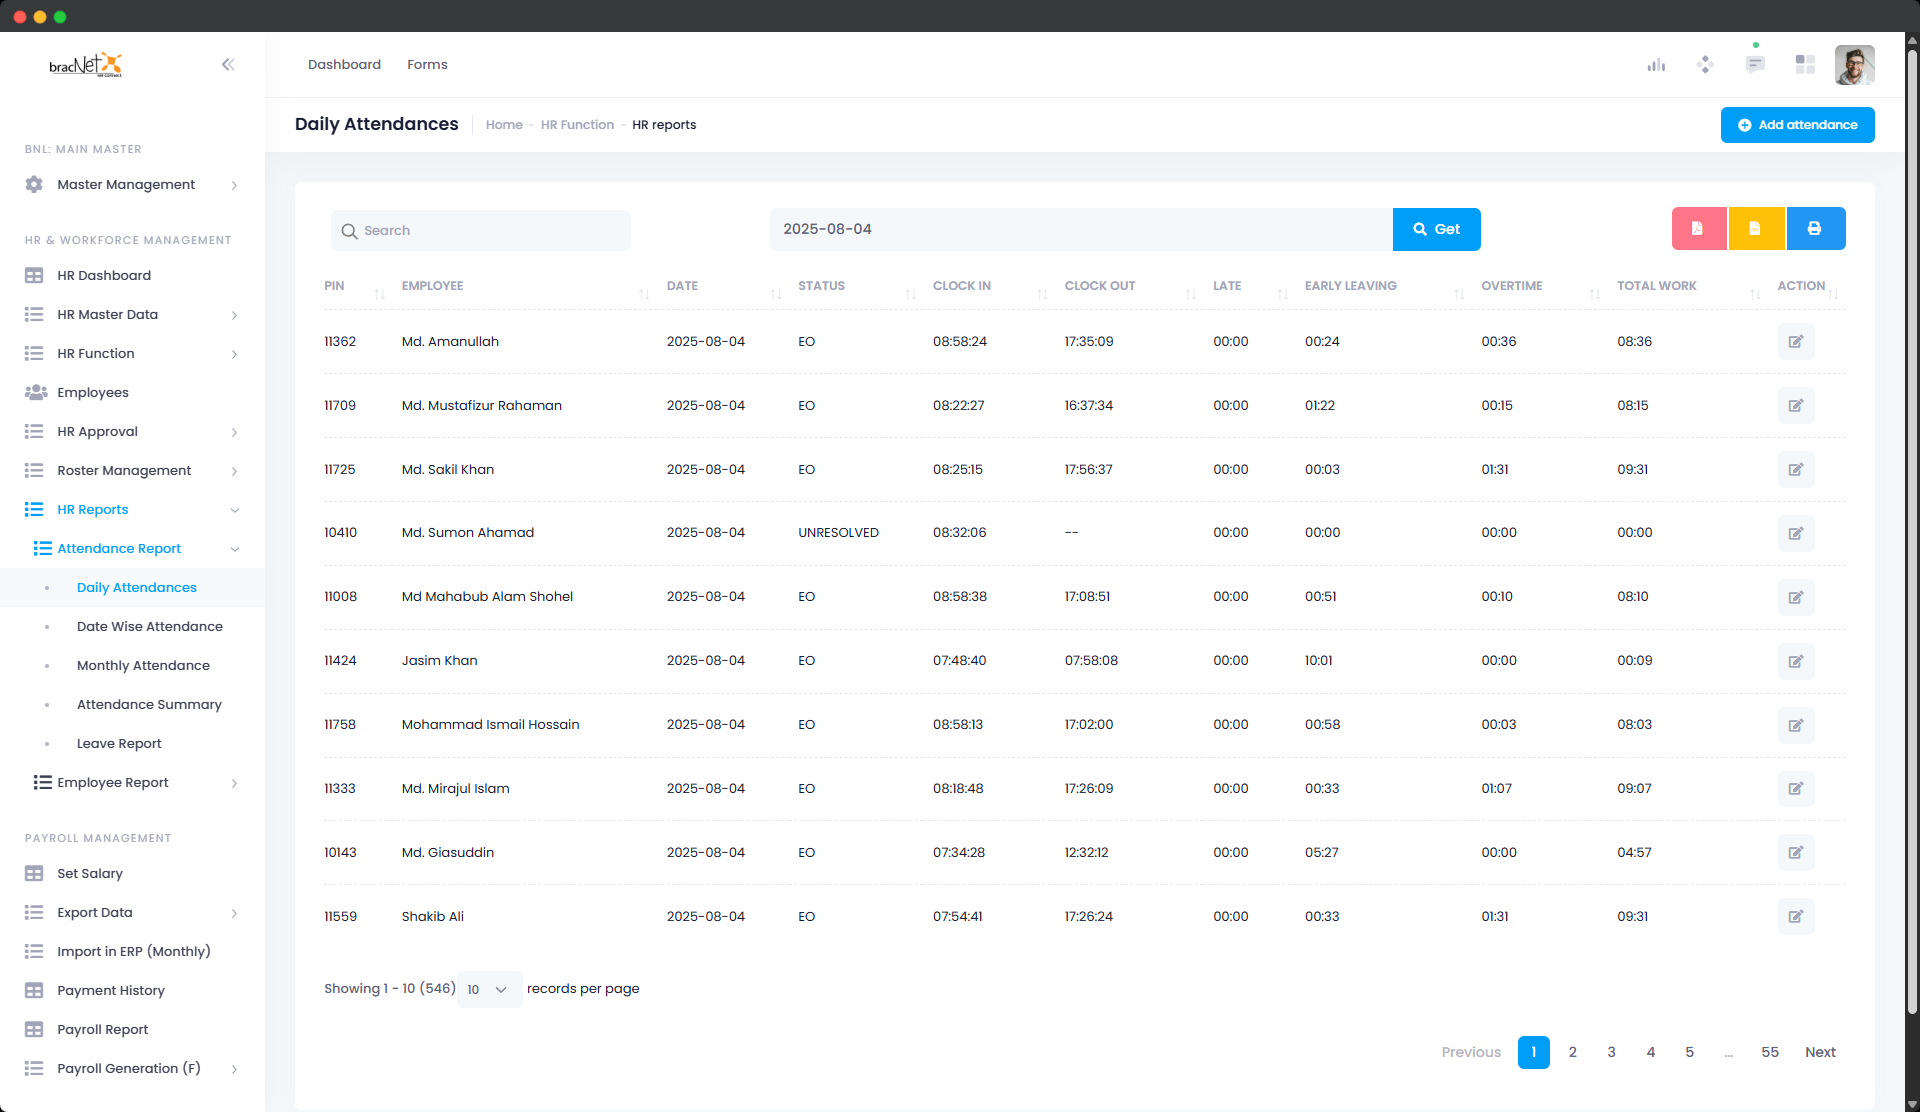 bracNet
Dashboard
Forms
Daily Attendances
Home - HR Function - HR reports
Add attendance
BNL: MAIN MASTER
Master Management
HR & WORKFORCE MANAGEMENT
HR Dashboard
HR Master Data
HR Function
Employees
HR Approval
Roster Management
HR Reports
Attendance Report
Daily Attendances
Date Wise Attendance
Monthly Attendance
Attendance Summary
Leave Report
Employee Report
PAYROLL MANAGEMENT
Set Salary
Export Data
Import in ERP (Monthly)
Payment History
Payroll Report
Payroll Generation (F)
Search
2025-08-04
Get
PIN EMPLOYEE DATE STATUS CLOCK IN CLOCK OUT LATE EARLY LEAVING OVERTIME TOTAL WORK ACTION
11362 Md. Amanullah 2025-08-04 EO 08:58:24 17:35:09 00:00 00:24 00:36 08:36
11709 Md. Mustafizur Rahaman 2025-08-04 EO 08:22:27 16:37:34 00:00 01:22 00:15 08:15
11725 Md. Sakil Khan 2025-08-04 EO 08:25:15 17:56:37 00:00 00:03 01:31 09:31
10410 Md. Sumon Ahamad 2025-08-04 UNRESOLVED 08:32:06 -- 00:00 00:00 00:00 00:00
11008 Md Mahabub Alam Shohel 2025-08-04 EO 08:58:38 17:08:51 00:00 00:51 00:10 08:10
11424 Jasim Khan 2025-08-04 EO 07:48:40 07:58:08 00:00 10:01 00:00 00:09
11758 Mohammad Ismail Hossain 2025-08-04 EO 08:58:13 17:02:00 00:00 00:58 00:03 08:03
11333 Md. Mirajul Islam 2025-08-04 EO 08:18:48 17:26:09 00:00 00:33 01:07 09:07
10143 Md. Giasuddin 2025-08-04 EO 07:34:28 12:32:12 00:00 05:27 00:00 04:57
11559 Shakib Ali 2025-08-04 EO 07:54:41 17:26:24 00:00 00:33 01:31 09:31
Showing 1 - 10 (546) 10 records per page
Previous 1 2 3 4 5 ... 55 Next